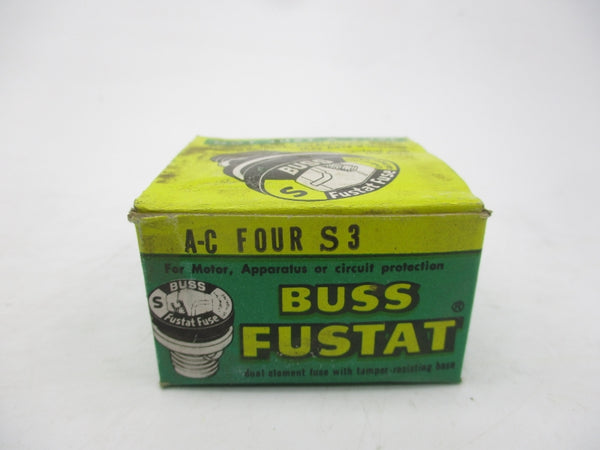 BUSS
S
Fustat Fuse
A-C FOUR S 3
For Motor, Apparatus or circuit protection
BUSS
S
Fustat Fuse
BUSS
FUSTAT®
dual element fuse with tamper-resisting base